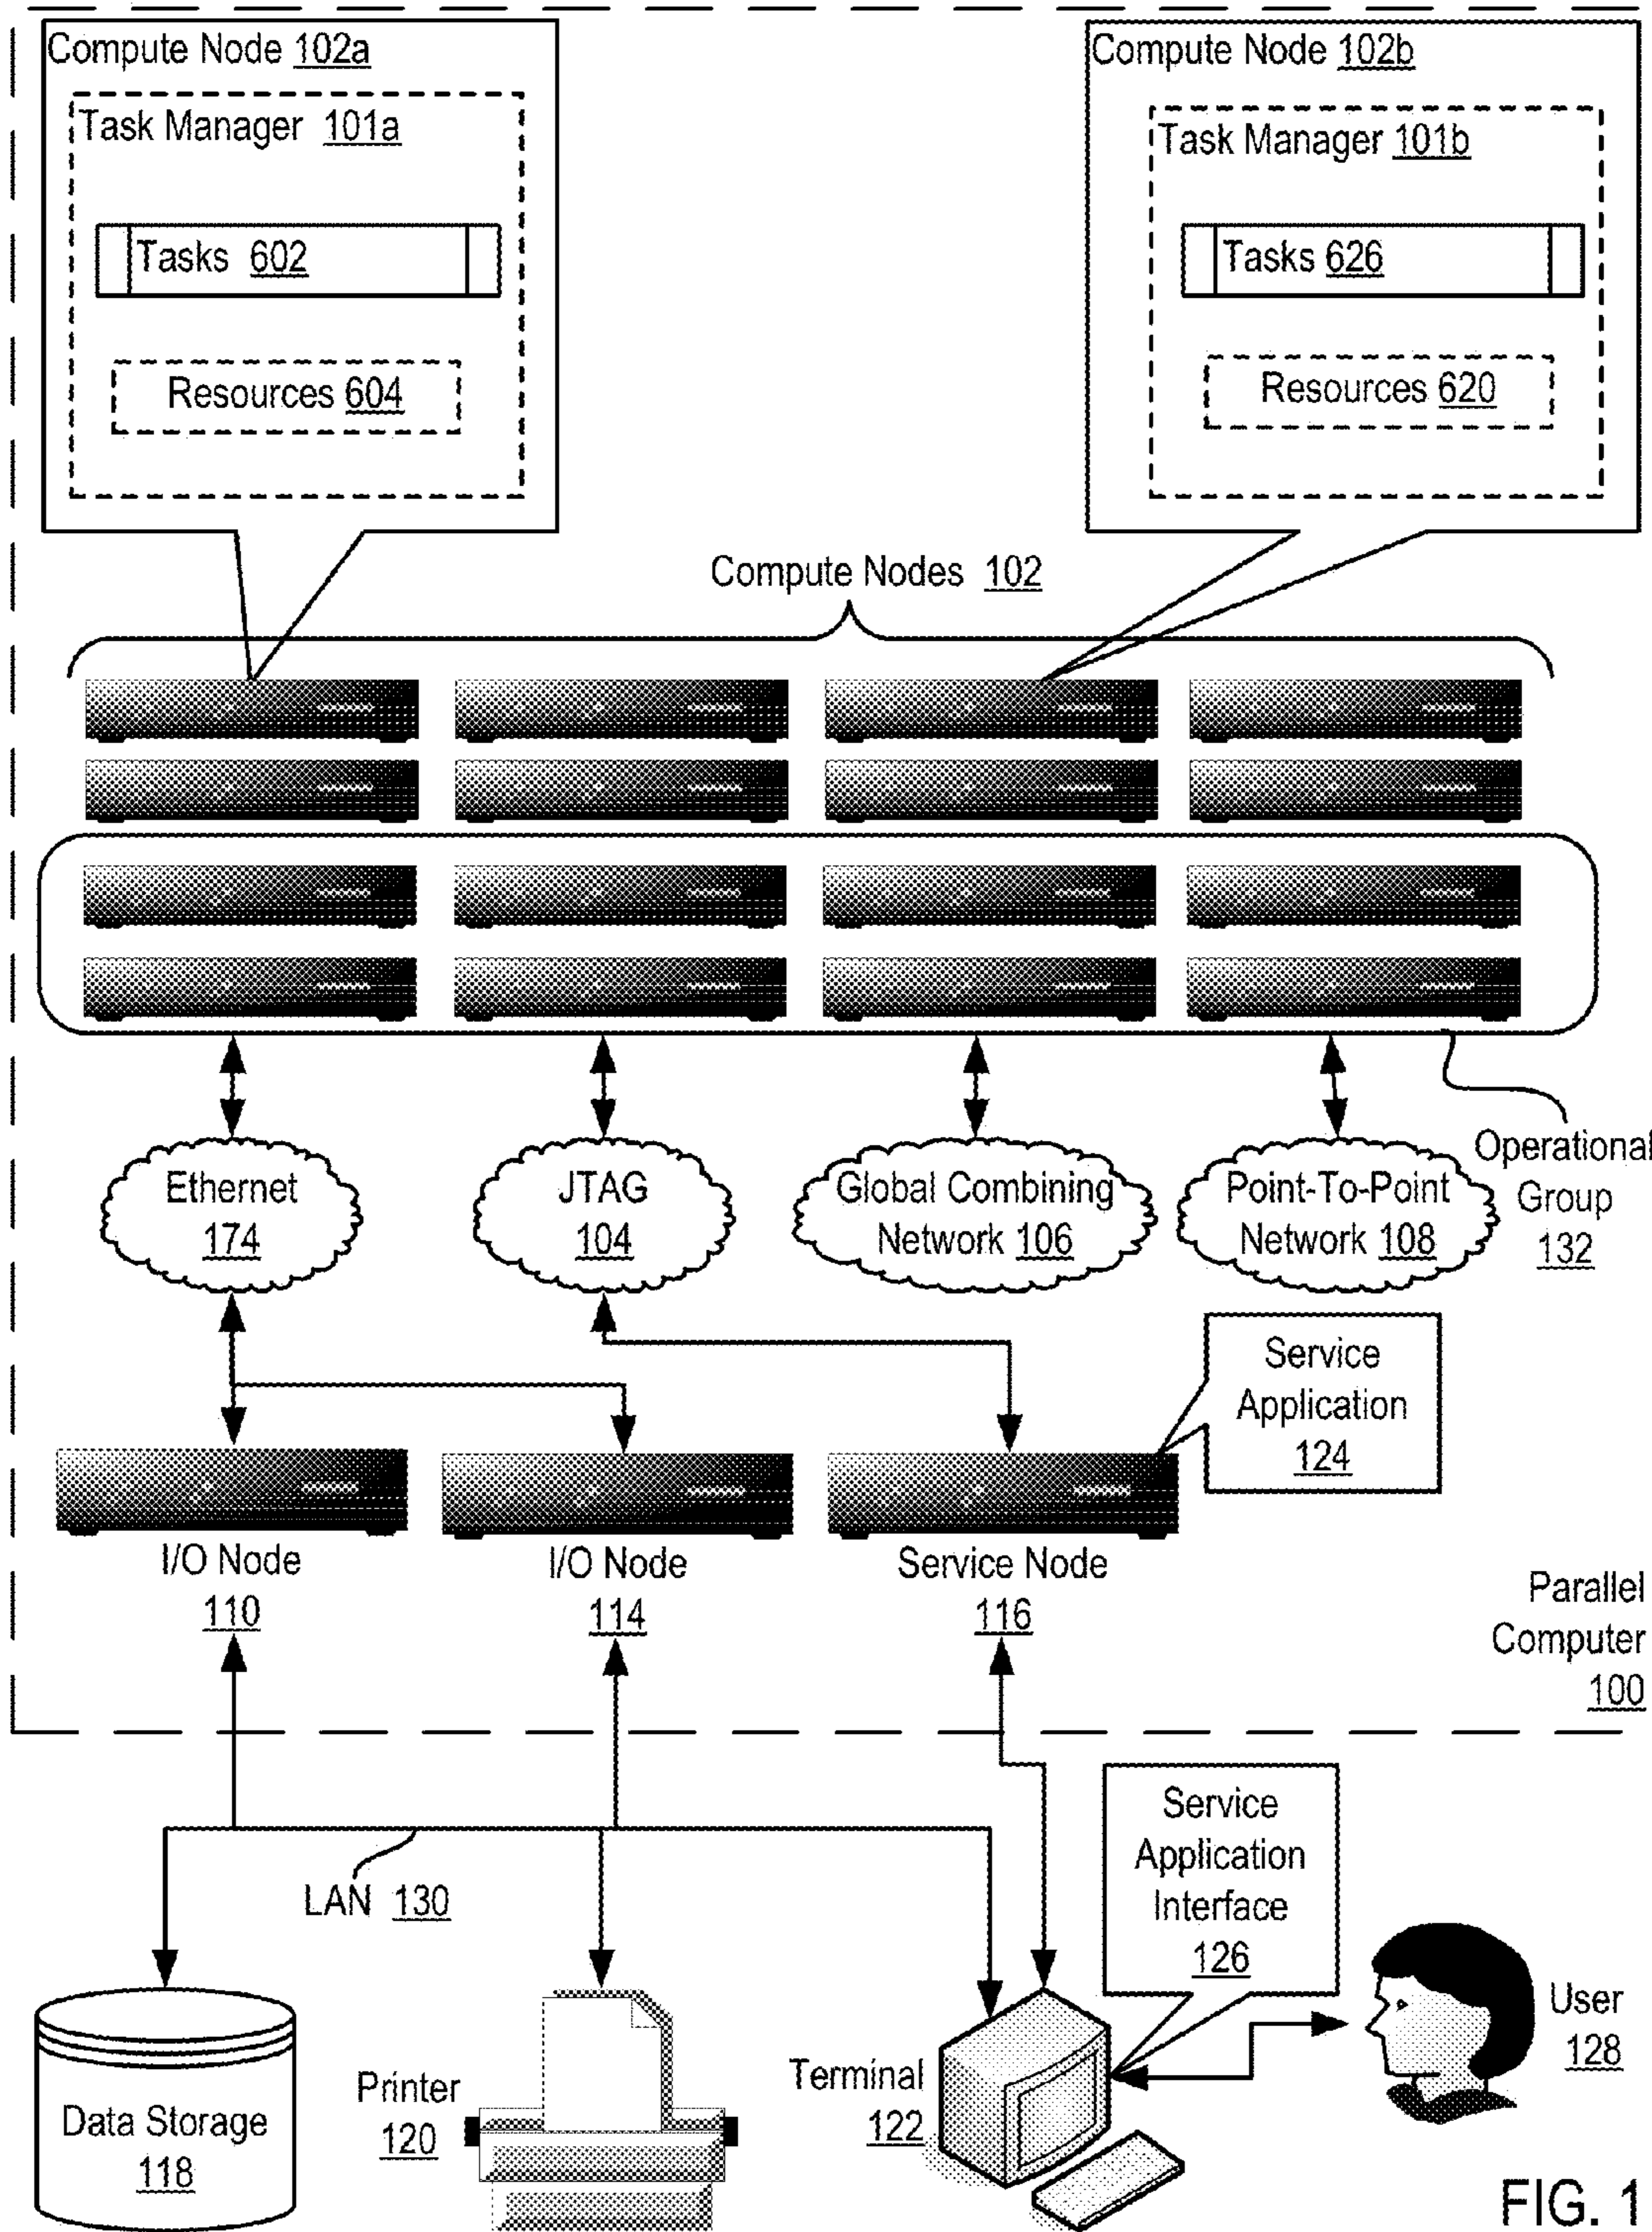 Compute Node 102a
Task Manager 101a
Tasks 602
Resources 604
Compute Node 102b
Task Manager 101b
Tasks 626
Resources 620
Compute Nodes 102
Ethernet
174
JTAG
104
Global Combining
Network 106
Point-To-Point
Network 108
Operational
Group
132
Service
Application
124
I/O Node
110
I/O Node
114
Service Node
116
Parallel
Computer
100
LAN 130
Service
Application
Interface
126
Data Storage
118
Printer
120
Terminal
122
User
128
FIG. 1